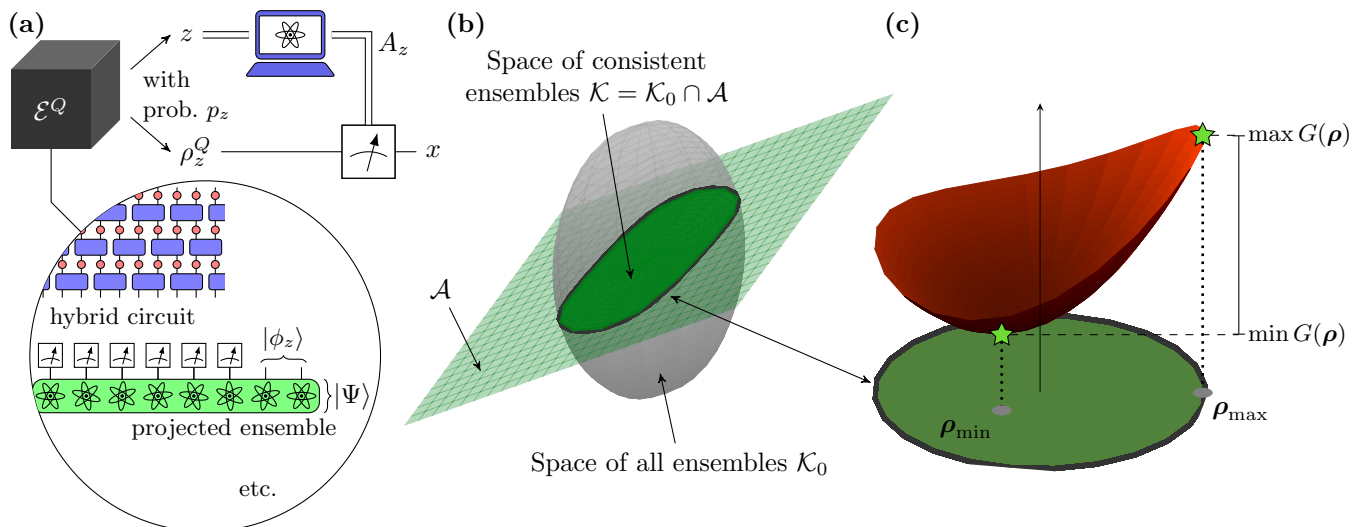 (a)
z
A_z
with
prob. p_z
ℰ^Q
ρ_z^Q
x
hybrid circuit
|ϕ_z⟩
|Ψ⟩
projected ensemble
etc.
(b)
Space of consistent
ensembles 𝒦 = 𝒦_0 ∩ 𝒜
𝒜
Space of all ensembles 𝒦_0
(c)
max G(ρ)
min G(ρ)
ρ_min
ρ_max